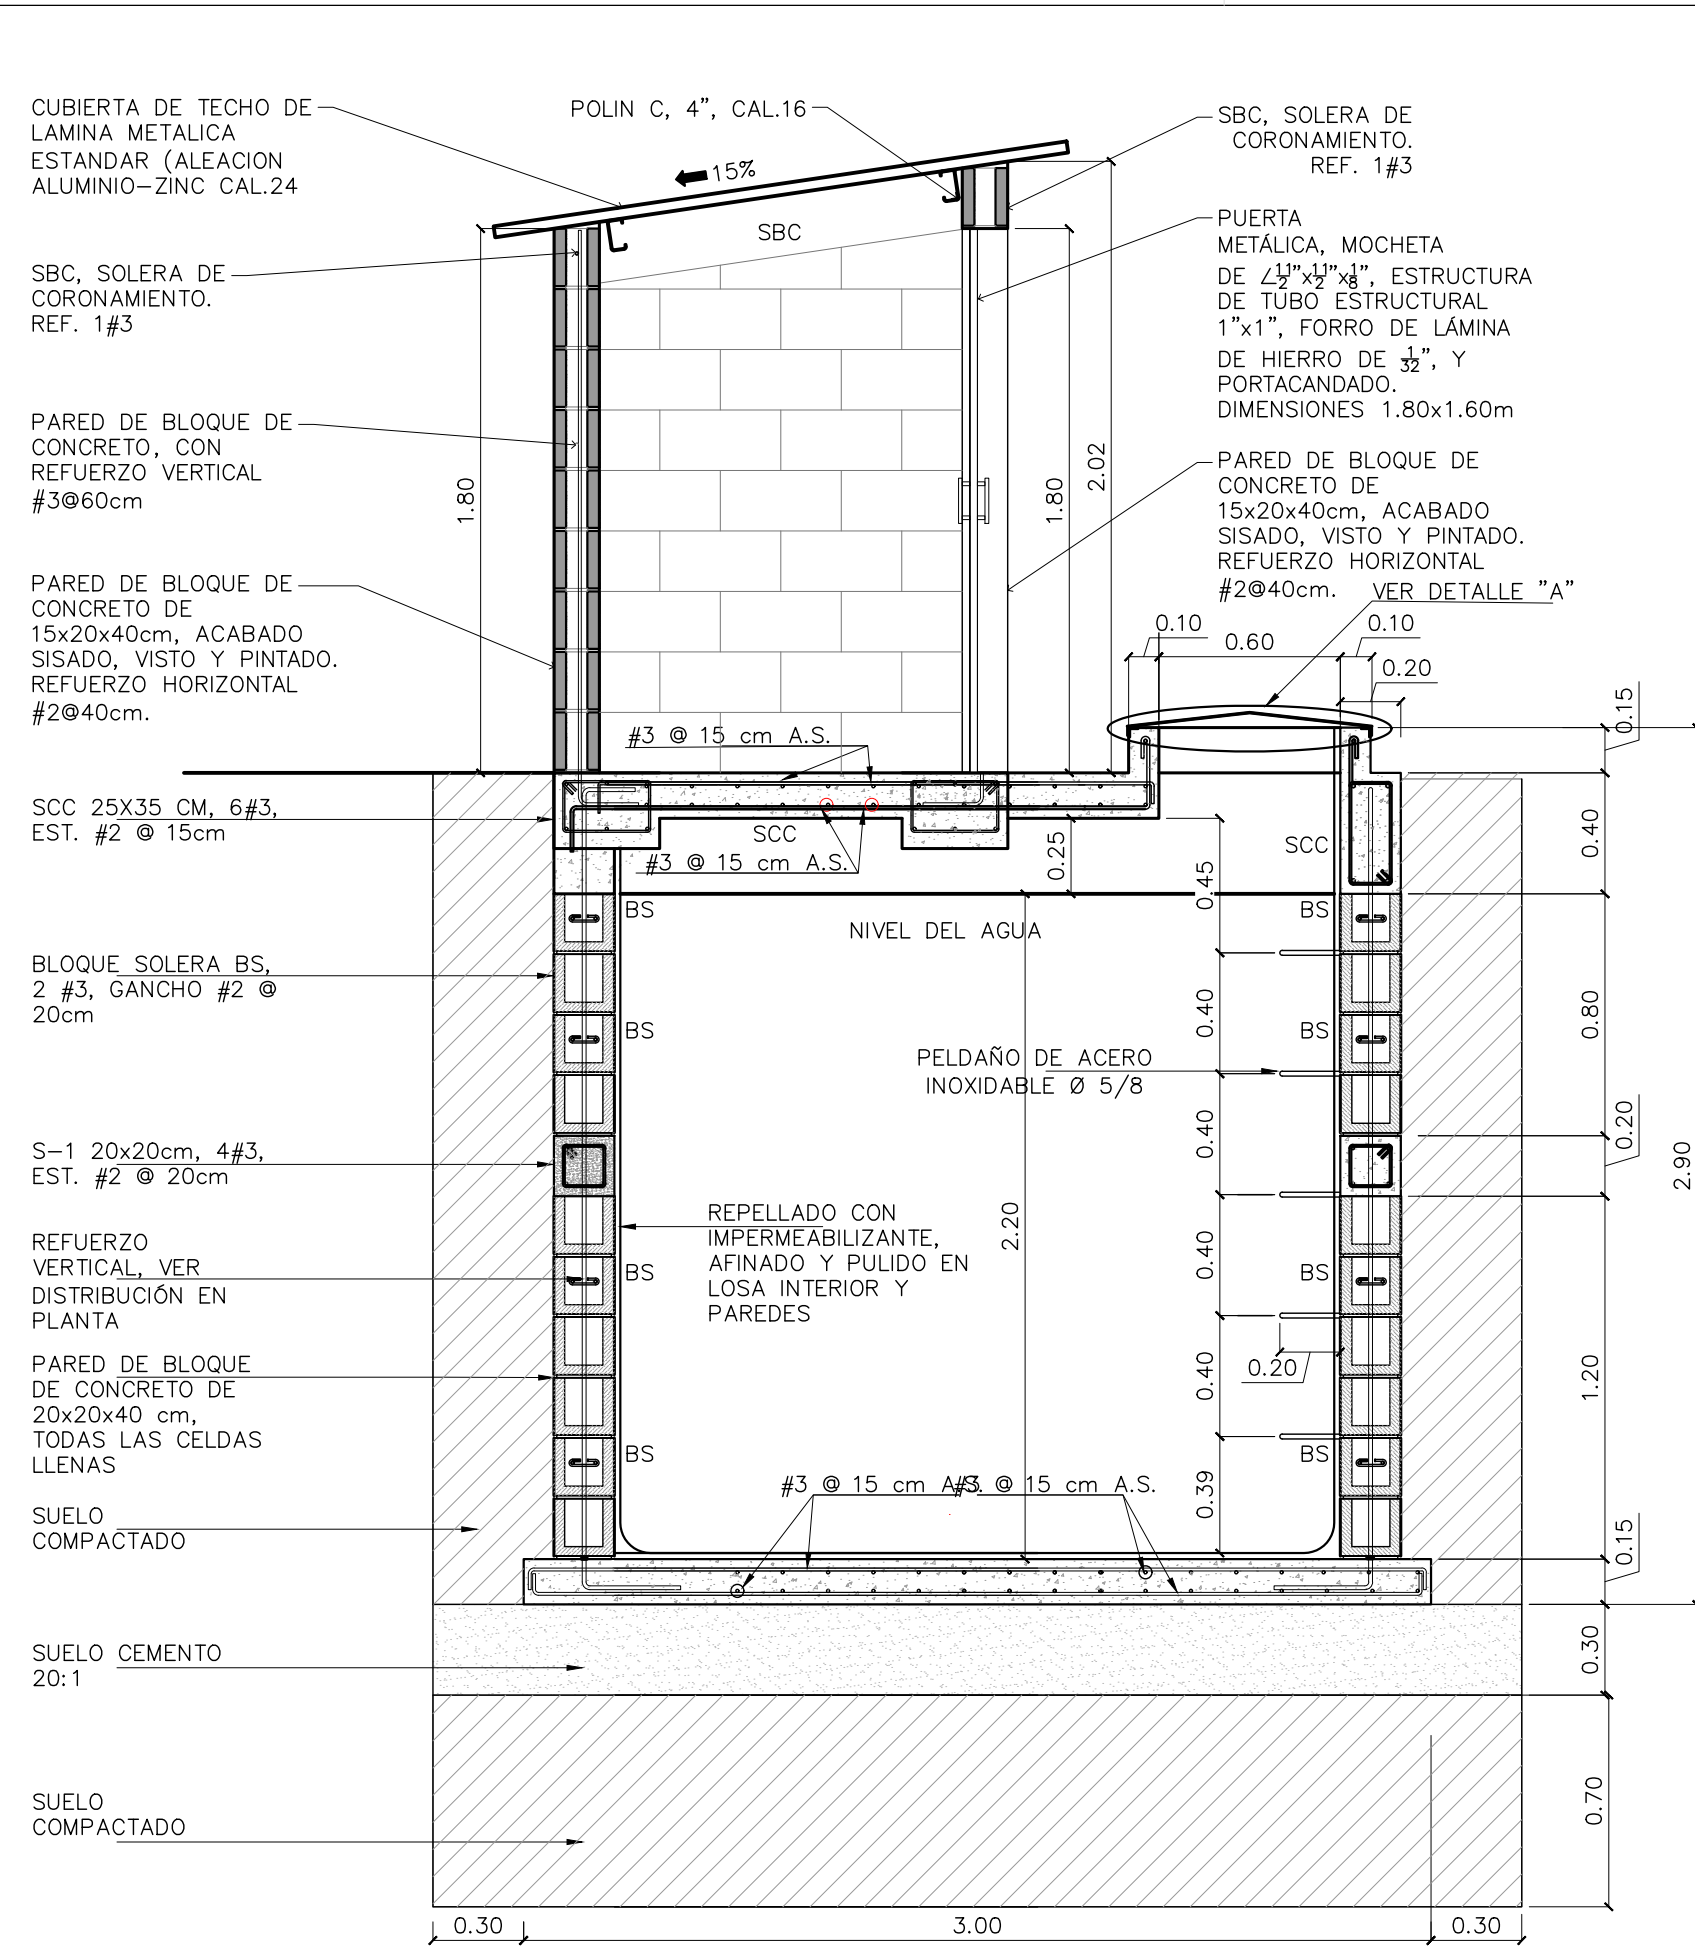 CUBIERTA DE TECHO DE
LAMINA METALICA
ESTANDAR (ALEACION
ALUMINIO-ZINC CAL.24
POLIN C, 4", CAL.16
SBC, SOLERA DE
CORONAMIENTO.
REF. 1#3
15%
SBC
PUERTA
METÁLICA, MOCHETA
DE ∠1 1/2"x1 1/2"x1/8", ESTRUCTURA
DE TUBO ESTRUCTURAL
1"x1", FORRO DE LÁMINA
DE HIERRO DE 1/32", Y
PORTACANDADO.
DIMENSIONES 1.80x1.60m
SBC, SOLERA DE
CORONAMIENTO.
REF. 1#3
PARED DE BLOQUE DE
CONCRETO, CON
REFUERZO VERTICAL
#3@60cm
1.80
1.80
2.02
PARED DE BLOQUE DE
CONCRETO DE
15x20x40cm, ACABADO
SISADO, VISTO Y PINTADO.
REFUERZO HORIZONTAL
#2@40cm.
VER DETALLE "A"
PARED DE BLOQUE DE
CONCRETO DE
15x20x40cm, ACABADO
SISADO, VISTO Y PINTADO.
REFUERZO HORIZONTAL
#2@40cm.
0.10
0.60
0.10
0.20
0.15
#3 @ 15 cm A.S.
SCC 25X35 CM, 6#3,
EST. #2 @ 15cm
SCC
#3 @ 15 cm A.S.
0.25
SCC
0.40
0.45
BS
NIVEL DEL AGUA
BS
BLOQUE SOLERA BS,
2 #3, GANCHO #2 @
20cm
BS
0.40
BS
0.80
PELDAÑO DE ACERO
INOXIDABLE Ø 5/8
0.40
0.20
2.90
S-1 20x20cm, 4#3,
EST. #2 @ 20cm
REPELLADO CON
IMPERMEABILIZANTE,
AFINADO Y PULIDO EN
LOSA INTERIOR Y
PAREDES
2.20
0.40
REFUERZO
VERTICAL, VER
DISTRIBUCIÓN EN
PLANTA
BS
BS
0.20
0.40
1.20
PARED DE BLOQUE
DE CONCRETO DE
20x20x40 cm,
TODAS LAS CELDAS
LLENAS
BS
BS
#3 @ 15 cm A.S.
#3 @ 15 cm A.S.
0.39
SUELO
COMPACTADO
0.15
SUELO CEMENTO
20:1
0.30
SUELO
COMPACTADO
0.70
0.30
3.00
0.30